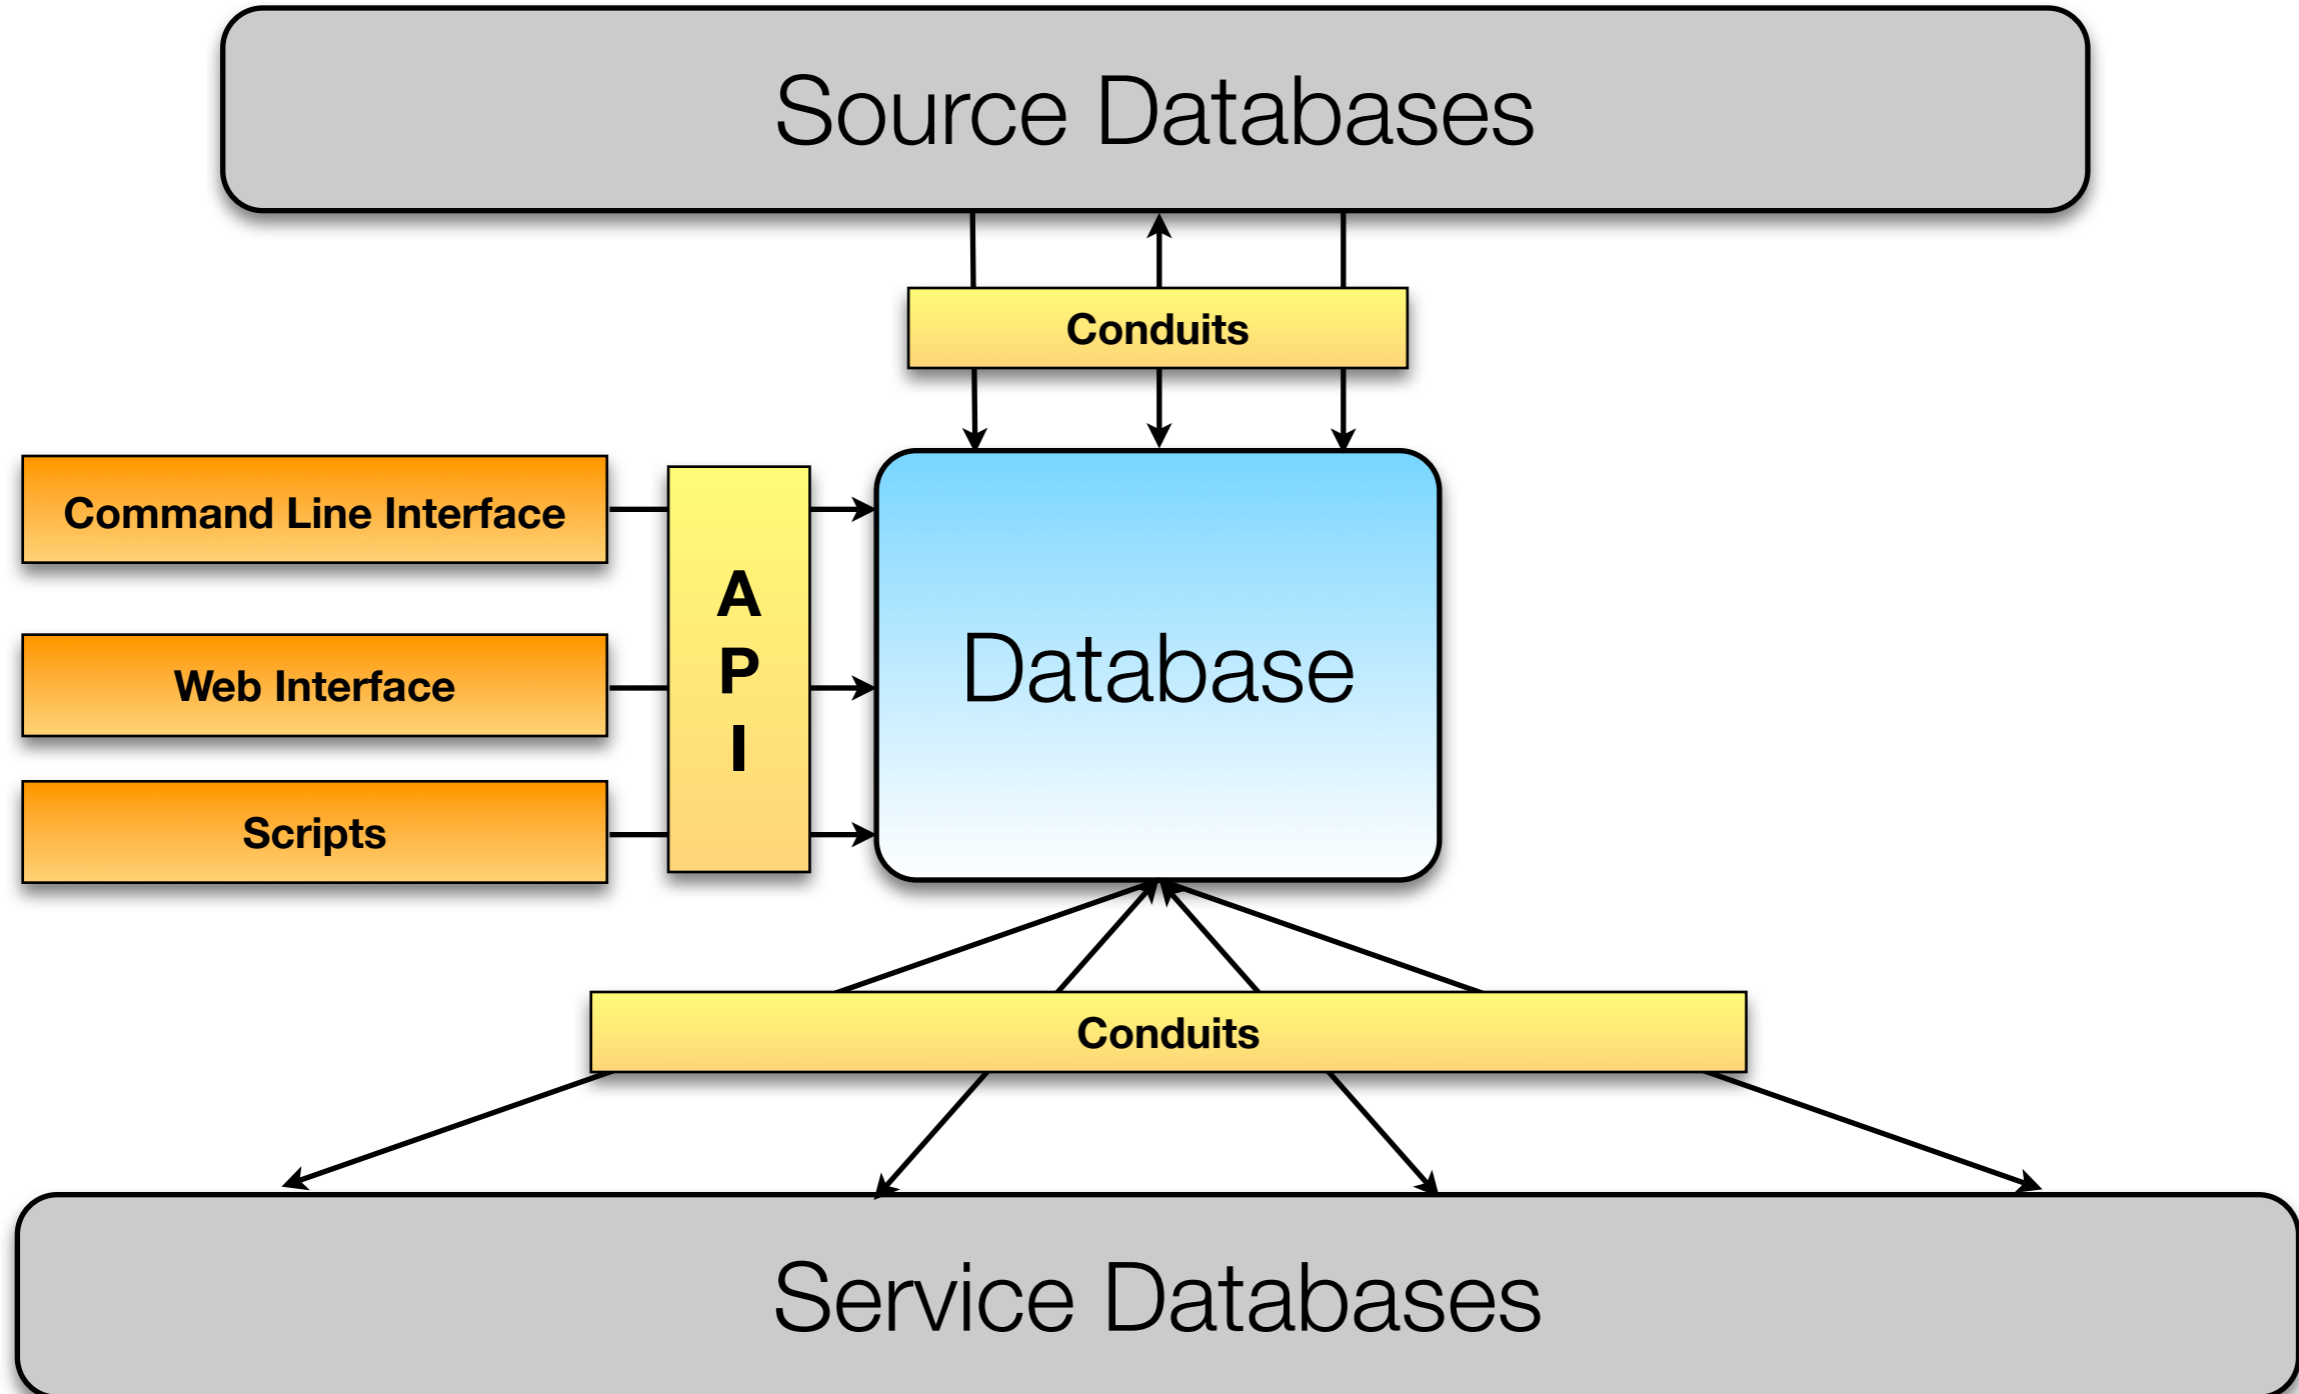 Source Databases
Conduits
Command Line Interface
Web Interface
Scripts
A
P
I
Database
Conduits
Service Databases